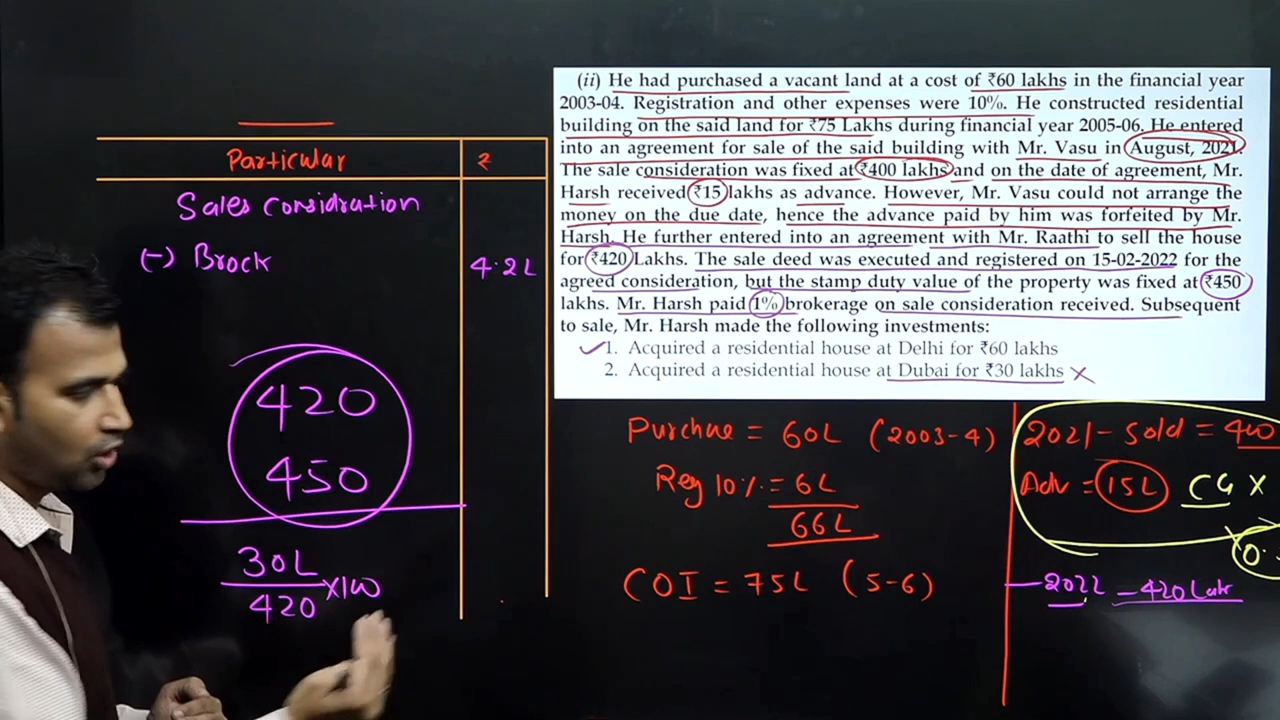 (ii) He had purchased a vacant land at a cost of ₹60 lakhs in the financial year
2003-04. Registration and other expenses were 10%. He constructed residential
building on the said land for ₹75 Lakhs during financial year 2005-06. He entered
into an agreement for sale of the said building with Mr. Vasu in August, 2021.
The sale consideration was fixed at ₹400 lakhs and on the date of agreement, Mr.
Harsh received ₹15 lakhs as advance. However, Mr. Vasu could not arrange the
money on the due date, hence the advance paid by him was forfeited by Mr.
Harsh. He further entered into an agreement with Mr. Raathi to sell the house
for ₹420 Lakhs. The sale deed was executed and registered on 15-02-2022 for the
agreed consideration, but the stamp duty value of the property was fixed at ₹450
lakhs. Mr. Harsh paid 1% brokerage on sale consideration received. Subsequent
to sale, Mr. Harsh made the following investments:
1. Acquired a residential house at Delhi for ₹60 lakhs
2. Acquired a residential house at Dubai for ₹30 lakhs ×
Particular ₹
Sales Considration
(-) Brock 4.2L
420
450
30L
420 ×100
Purchae = 60L (2003-4)
Reg 10% = 6L
66L
COI = 75L (5-6)
2021 - Sold = 400
Adv = 15L CG ×
2022 - 420 Lakr